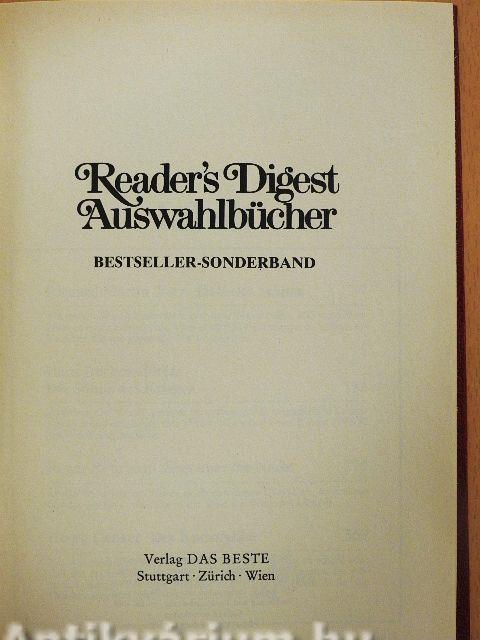 Reader's Digest
Auswahlbücher
BESTSELLER-SONDERBAND
Verlag DAS BESTE
Stuttgart · Zürich · Wien
Antikvárium.hu